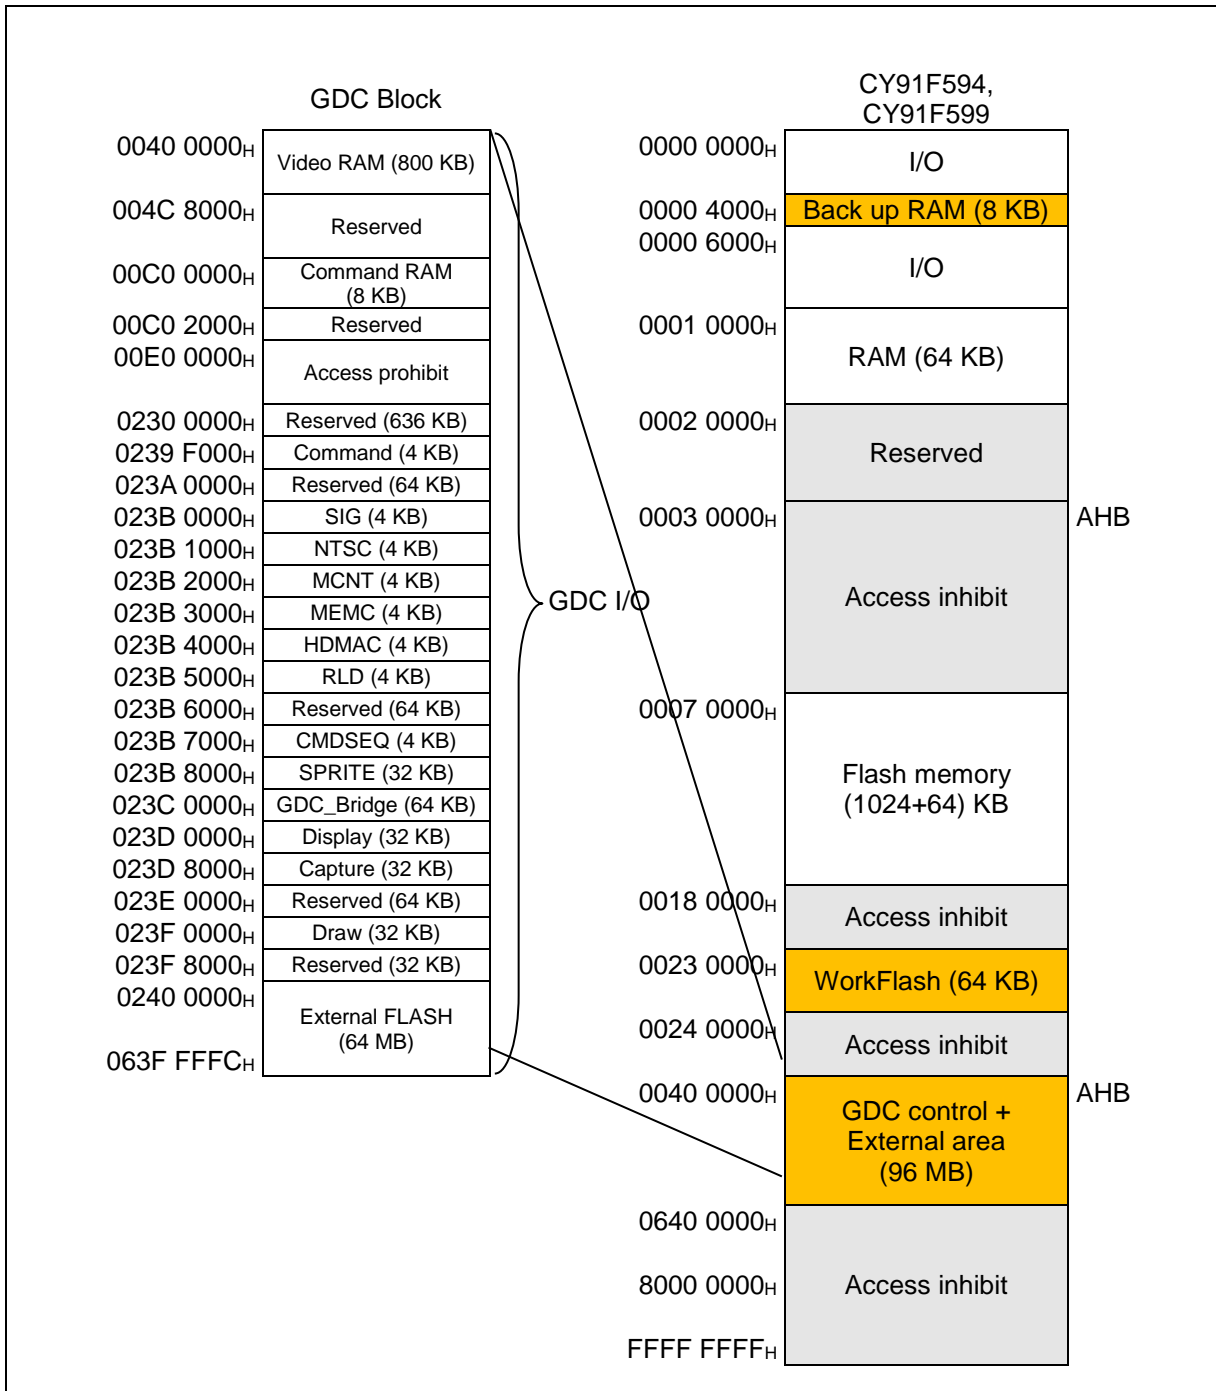 GDC Block
0040 0000H
Video RAM (800 KB)
004C 8000H
Reserved
00C0 0000H
Command RAM
(8 KB)
00C0 2000H
Reserved
00E0 0000H
Access prohibit
0230 0000H
Reserved (636 KB)
0239 F000H
Command (4 KB)
023A 0000H
Reserved (64 KB)
023B 0000H
SIG (4 KB)
023B 1000H
NTSC (4 KB)
023B 2000H
MCNT (4 KB)
023B 3000H
MEMC (4 KB)
023B 4000H
HDMAC (4 KB)
023B 5000H
RLD (4 KB)
023B 6000H
Reserved (64 KB)
023B 7000H
CMDSEQ (4 KB)
023B 8000H
SPRITE (32 KB)
023C 0000H
GDC_Bridge (64 KB)
023D 0000H
Display (32 KB)
023D 8000H
Capture (32 KB)
023E 0000H
Reserved (64 KB)
023F 0000H
Draw (32 KB)
023F 8000H
Reserved (32 KB)
0240 0000H
External FLASH
(64 MB)
063F FFFCH
GDC I/O
CY91F594,
CY91F599
0000 0000H
I/O
0000 4000H
Back up RAM (8 KB)
0000 6000H
I/O
0001 0000H
RAM (64 KB)
0002 0000H
Reserved
0003 0000H
AHB
Access inhibit
0007 0000H
Flash memory
(1024+64) KB
0018 0000H
Access inhibit
0023 0000H
WorkFlash (64 KB)
0024 0000H
Access inhibit
0040 0000H
AHB
GDC control +
External area
(96 MB)
0640 0000H
8000 0000H
Access inhibit
FFFF FFFFH